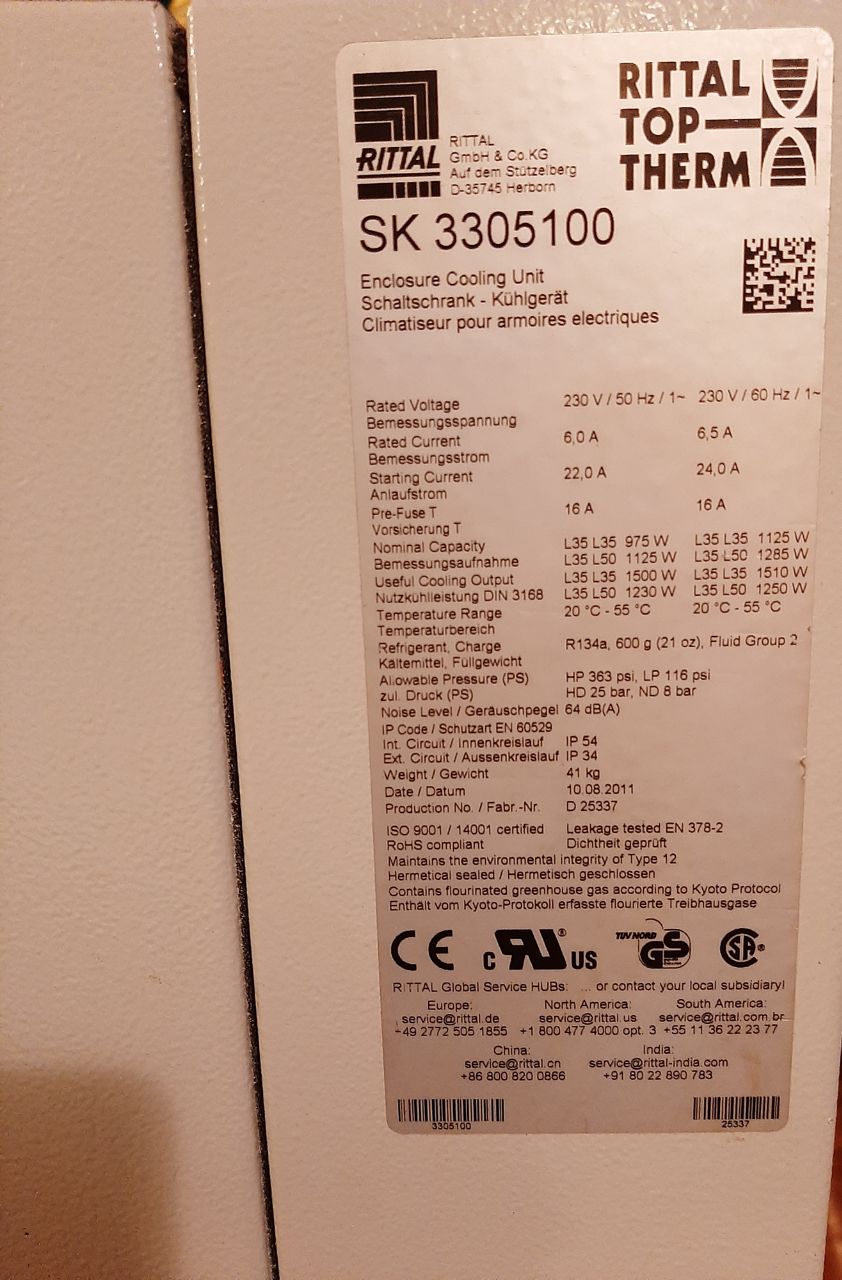 RITTAL
RITTAL
GmbH & Co.KG
Auf dem Stützelberg
D-35745 Herborn
RITTAL
TOP
THERM
SK 3305100
Enclosure Cooling Unit
Schaltschrank - Kühlgerät
Climatiseur pour armoires electriques
Rated Voltage 230 V / 50 Hz / 1~ 230 V / 60 Hz / 1~
Bemessungsspannung
Rated Current 6,0 A 6,5 A
Bemessungsstrom
Starting Current 22,0 A 24,0 A
Anlaufstrom
Pre-Fuse T 16 A 16 A
Vorsicherung T
Nominal Capacity L35 L35 975 W L35 L35 1125 W
Bemessungsaufnahme L35 L50 1125 W L35 L50 1285 W
Useful Cooling Output L35 L35 1500 W L35 L35 1510 W
Nutzkühlleistung DIN 3168 L35 L50 1230 W L35 L50 1250 W
Temperature Range 20 °C - 55 °C 20 °C - 55 °C
Temperaturbereich
Refrigerant, Charge R134a, 600 g (21 oz), Fluid Group 2
Kältemittel, Füllgewicht
Allowable Pressure (PS) HP 363 psi, LP 116 psi
zul. Druck (PS) HD 25 bar, ND 8 bar
Noise Level / Geräuschpegel 64 dB(A)
IP Code / Schutzart EN 60529
Int. Circuit / Innenkreislauf IP 54
Ext. Circuit / Aussenkreislauf IP 34
Weight / Gewicht 41 kg
Date / Datum 10.08.2011
Production No. / Fabr.-Nr. D 25337
ISO 9001 / 14001 certified Leakage tested EN 378-2
RoHS compliant Dichtheit geprüft
Maintains the environmental integrity of Type 12
Hermetical sealed / Hermetisch geschlossen
Contains flourinated greenhouse gas according to Kyoto Protocol
Enthält vom Kyoto-Protokoll erfasste flourierte Treibhausgase
CE c RU ® US TÜV NORD GS SA ®
RITTAL Global Service HUBs: ... or contact your local subsidiary!
Europe: North America: South America:
service@rittal.de service@rittal.us service@rittal.com.br
+49 2772 505 1855 +1 800 477 4000 opt. 3 +55 11 36 22 23 77
China: India:
service@rittal.cn service@rittal-india.com
+86 800 820 0866 +91 80 22 890 783
3305100 25337